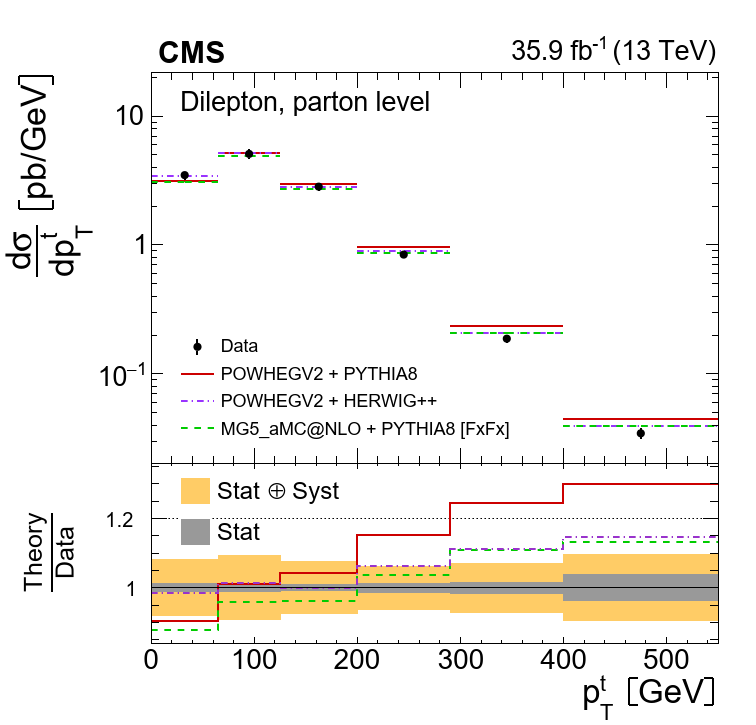 CMS 35.9 fb⁻¹ (13 TeV)
Dilepton, parton level
dσ/dp_T^t [pb/GeV]
10
1
10⁻¹
Data
POWHEGV2 + PYTHIA8
POWHEGV2 + HERWIG++
MG5_aMC@NLO + PYTHIA8 [FxFx]
Theory/Data
Stat ⊕ Syst
1.2
Stat
1
0 100 200 300 400 500
p_T^t [GeV]